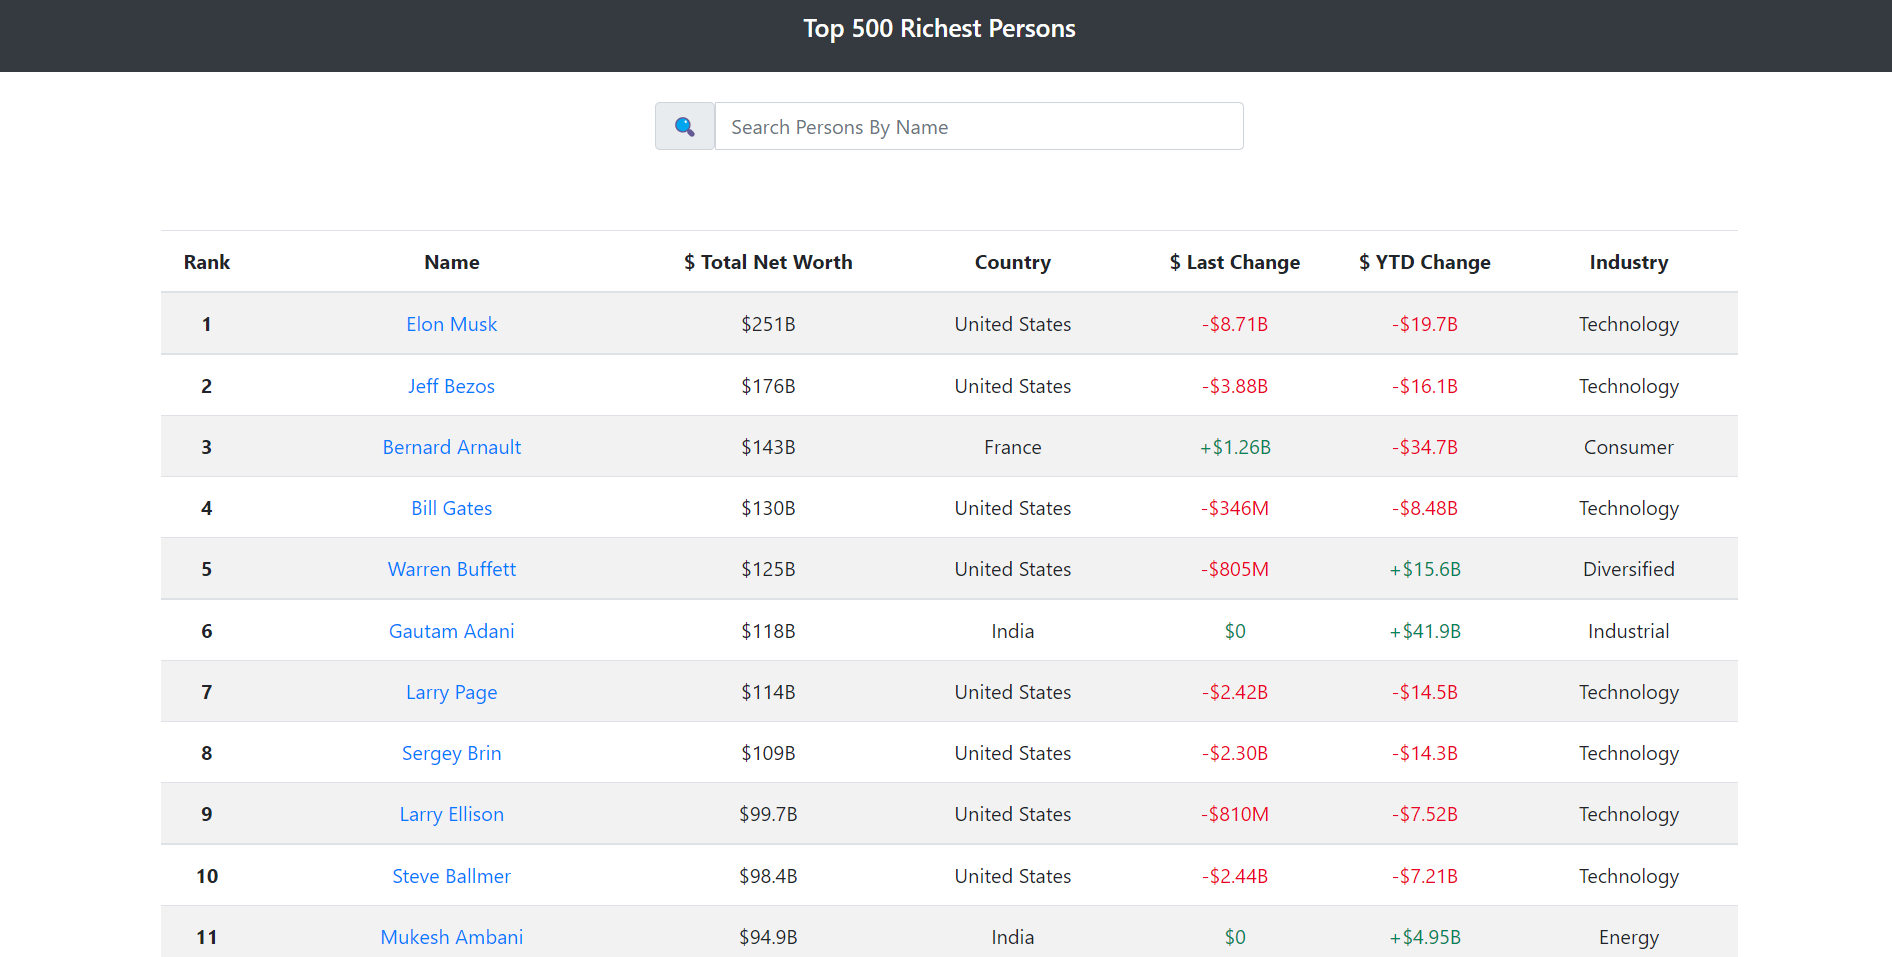 Top 500 Richest Persons
Search Persons By Name
Rank Name $ Total Net Worth Country $ Last Change $ YTD Change Industry
1 Elon Musk $251B United States -$8.71B -$19.7B Technology
2 Jeff Bezos $176B United States -$3.88B -$16.1B Technology
3 Bernard Arnault $143B France +$1.26B -$34.7B Consumer
4 Bill Gates $130B United States -$346M -$8.48B Technology
5 Warren Buffett $125B United States -$805M +$15.6B Diversified
6 Gautam Adani $118B India $0 +$41.9B Industrial
7 Larry Page $114B United States -$2.42B -$14.5B Technology
8 Sergey Brin $109B United States -$2.30B -$14.3B Technology
9 Larry Ellison $99.7B United States -$810M -$7.52B Technology
10 Steve Ballmer $98.4B United States -$2.44B -$7.21B Technology
11 Mukesh Ambani $94.9B India $0 +$4.95B Energy